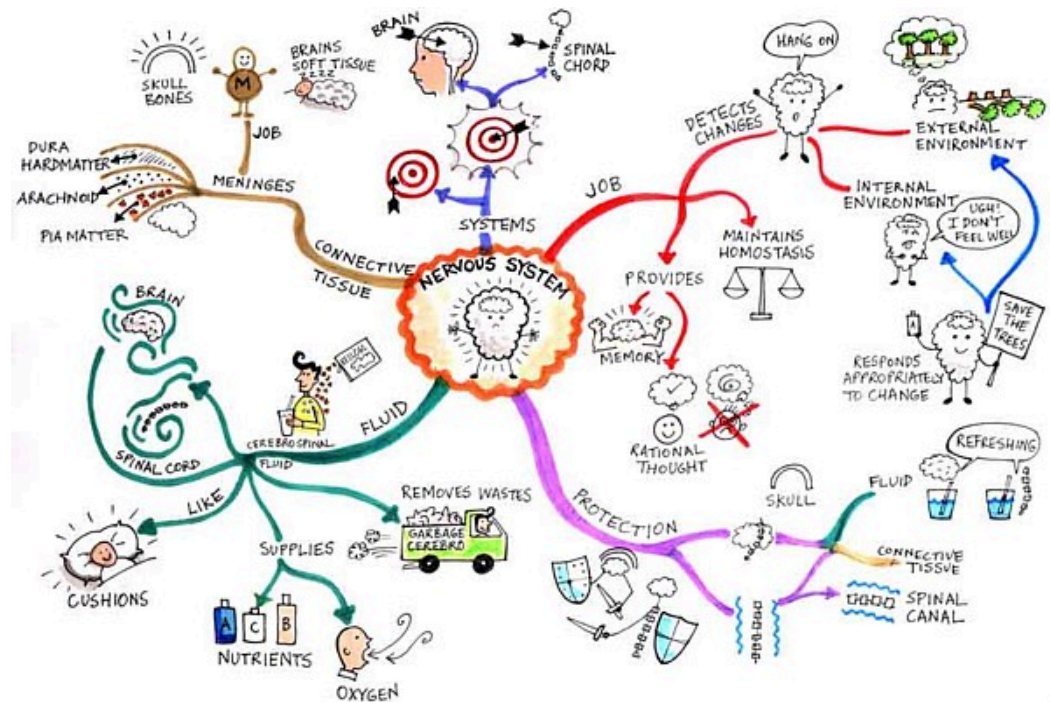 NERVOUS SYSTEM
SYSTEMS
BRAIN
SPINAL
CHORD
JOB
DETECTS
CHANGES
HANG ON
EXTERNAL
ENVIRONMENT
INTERNAL
ENVIRONMENT
UGH!
I DON'T
FEEL WELL
SAVE
THE
TREES
A
RESPONDS
APPROPRIATELY
TO CHANGE
MAINTAINS
HOMOSTASIS
PROVIDES
MEMORY
RATIONAL
THOUGHT
PROTECTION
SKULL
FLUID
REFRESHING
CONNECTIVE
TISSUE
SPINAL
CANAL
FLUID
CEREBROSPINAL
FLUID
BRAIN
SPINAL CORD
LIKE
CUSHIONS
SUPPLIES
A
C
B
NUTRIENTS
OXYGEN
REMOVES WASTES
GARBAGE
CEREBRO
CONNECTIVE
TISSUE
MENINGES
JOB
M
SKULL
BONES
BRAINS
SOFT TISSUE
ZZZZ
DURA
HARDMATTER
ARACHNOID
PIA MATTER